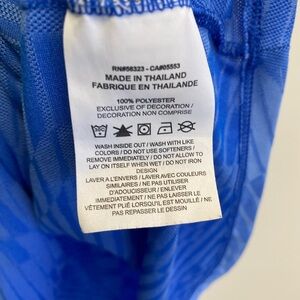 RN#56323 - CA#05553
MADE IN THAILAND
FABRIQUE EN THAILANDE
100% POLYESTER
EXCLUSIVE OF DECORATION /
DECORATION NON COMPRISE
WASH INSIDE OUT / WASH WITH LIKE
COLORS / DO NOT USE SOFTENERS /
REMOVE IMMEDIATELY / DO NOT ALLOW TO
LAY ON ITSELF WHEN WET / DO NOT IRON
DESIGN
LAVER A L'ENVERS / LAVER AVEC COULEURS
SIMILAIRES / NE PAS UTILISER
D'ADOUCISSEUR / ENLEVER
IMMEDIATEMENT / NE PAS LAISSER LE
VÊTEMENT PLIÉ LORSQU'IL EST MOUILLÉ / NE
PAS REPASSER LE DESSIN